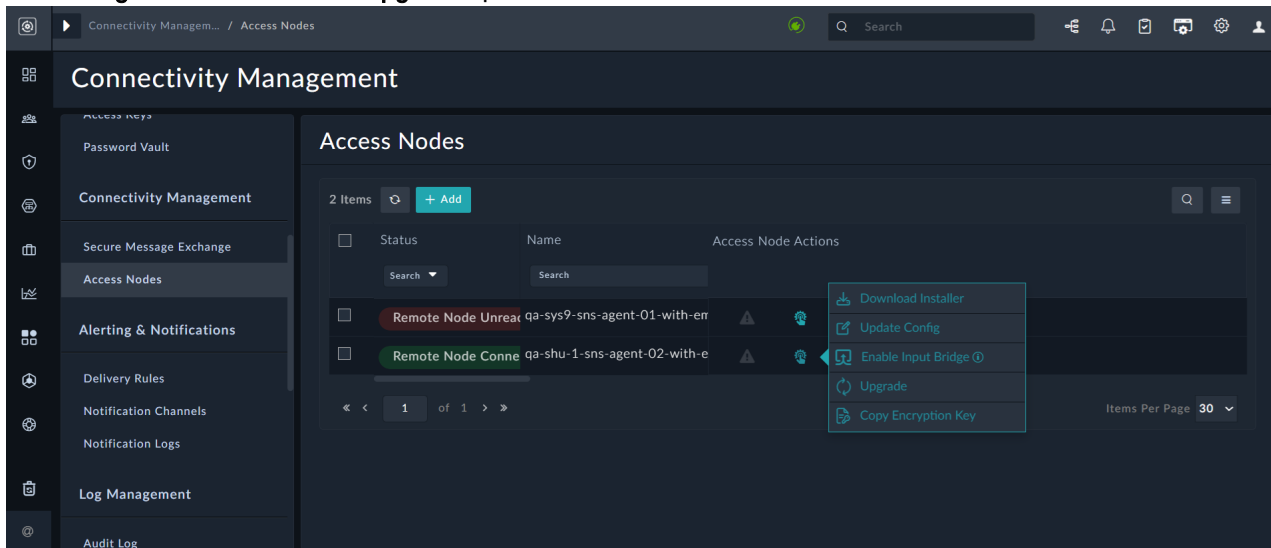 Connectivity Managem... / Access Nodes
Search
Connectivity Management
Access Keys
Password Vault
Connectivity Management
Secure Message Exchange
Access Nodes
Alerting & Notifications
Delivery Rules
Notification Channels
Notification Logs
Log Management
Audit Log
@
Access Nodes
2 Items
+ Add
Status Name Access Node Actions
Search Search
Remote Node Unreac qa-sys9-sns-agent-01-with-em
Remote Node Conne qa-shu-1-sns-agent-02-with-e
Download Installer
Update Config
Enable Input Bridge
Upgrade
Copy Encryption Key
« < 1 of 1 > »
Items Per Page 30